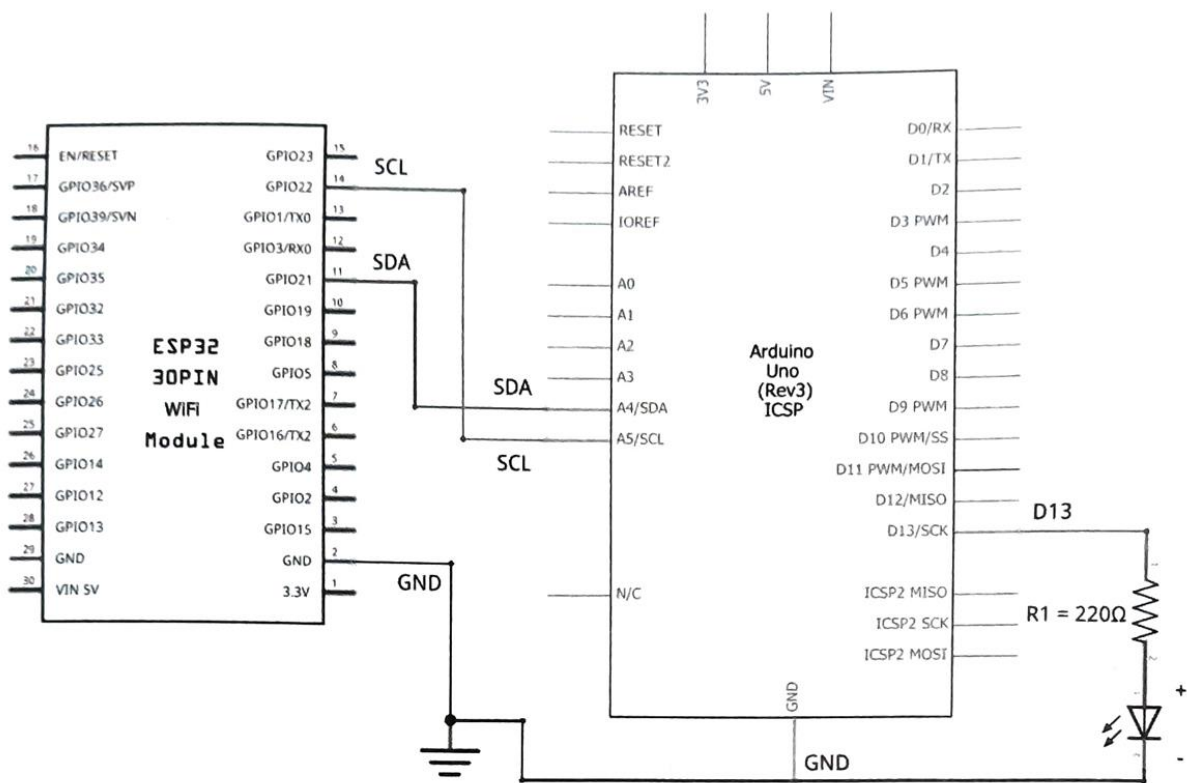 3V3
5V
VIN
RESET
RESET2
AREF
IOREF
A0
A1
A2
A3
A4/SDA
A5/SCL
N/C
Arduino
Uno
(Rev3)
ICSP
D0/RX
D1/TX
D2
D3 PWM
D4
D5 PWM
D6 PWM
D7
D8
D9 PWM
D10 PWM/SS
D11 PWM/MOSI
D12/MISO
D13/SCK
ICSP2 MISO
ICSP2 SCK
ICSP2 MOSI
GND
16 EN/RESET
17 GPIO36/SVP
18 GPIO39/SVN
19 GPIO34
20 GPIO35
21 GPIO32
22 GPIO33
23 GPIO25
24 GPIO26
25 GPIO27
26 GPIO14
27 GPIO12
28 GPIO13
29 GND
30 VIN 5V
ESP32
30PIN
WiFi
Module
GPIO23 15
GPIO22 14
GPIO1/TX0 13
GPIO3/RX0 12
GPIO21 11
GPIO19 10
GPIO18 9
GPIO5 8
GPIO17/TX2 7
GPIO16/TX2 6
GPIO4 5
GPIO2 4
GPIO15 3
GND 2
3.3V 1
SCL
SDA
SDA
SCL
GND
GND
D13
1
R1 = 220Ω
2
1
+
2
-